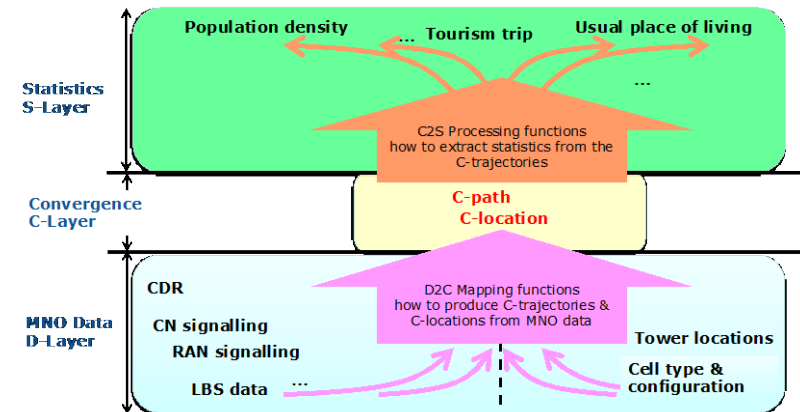 Population density
... Tourism trip
Usual place of living
...
Statistics
S-Layer
C2S Processing functions
how to extract statistics from the
C-trajectories
Convergence
C-Layer
C-path
C-location
MNO Data
D-Layer
CDR
CN signalling
RAN signalling
LBS data
...
D2C Mapping functions
how to produce C-trajectories &
C-locations from MNO data
Tower locations
Cell type &
configuration